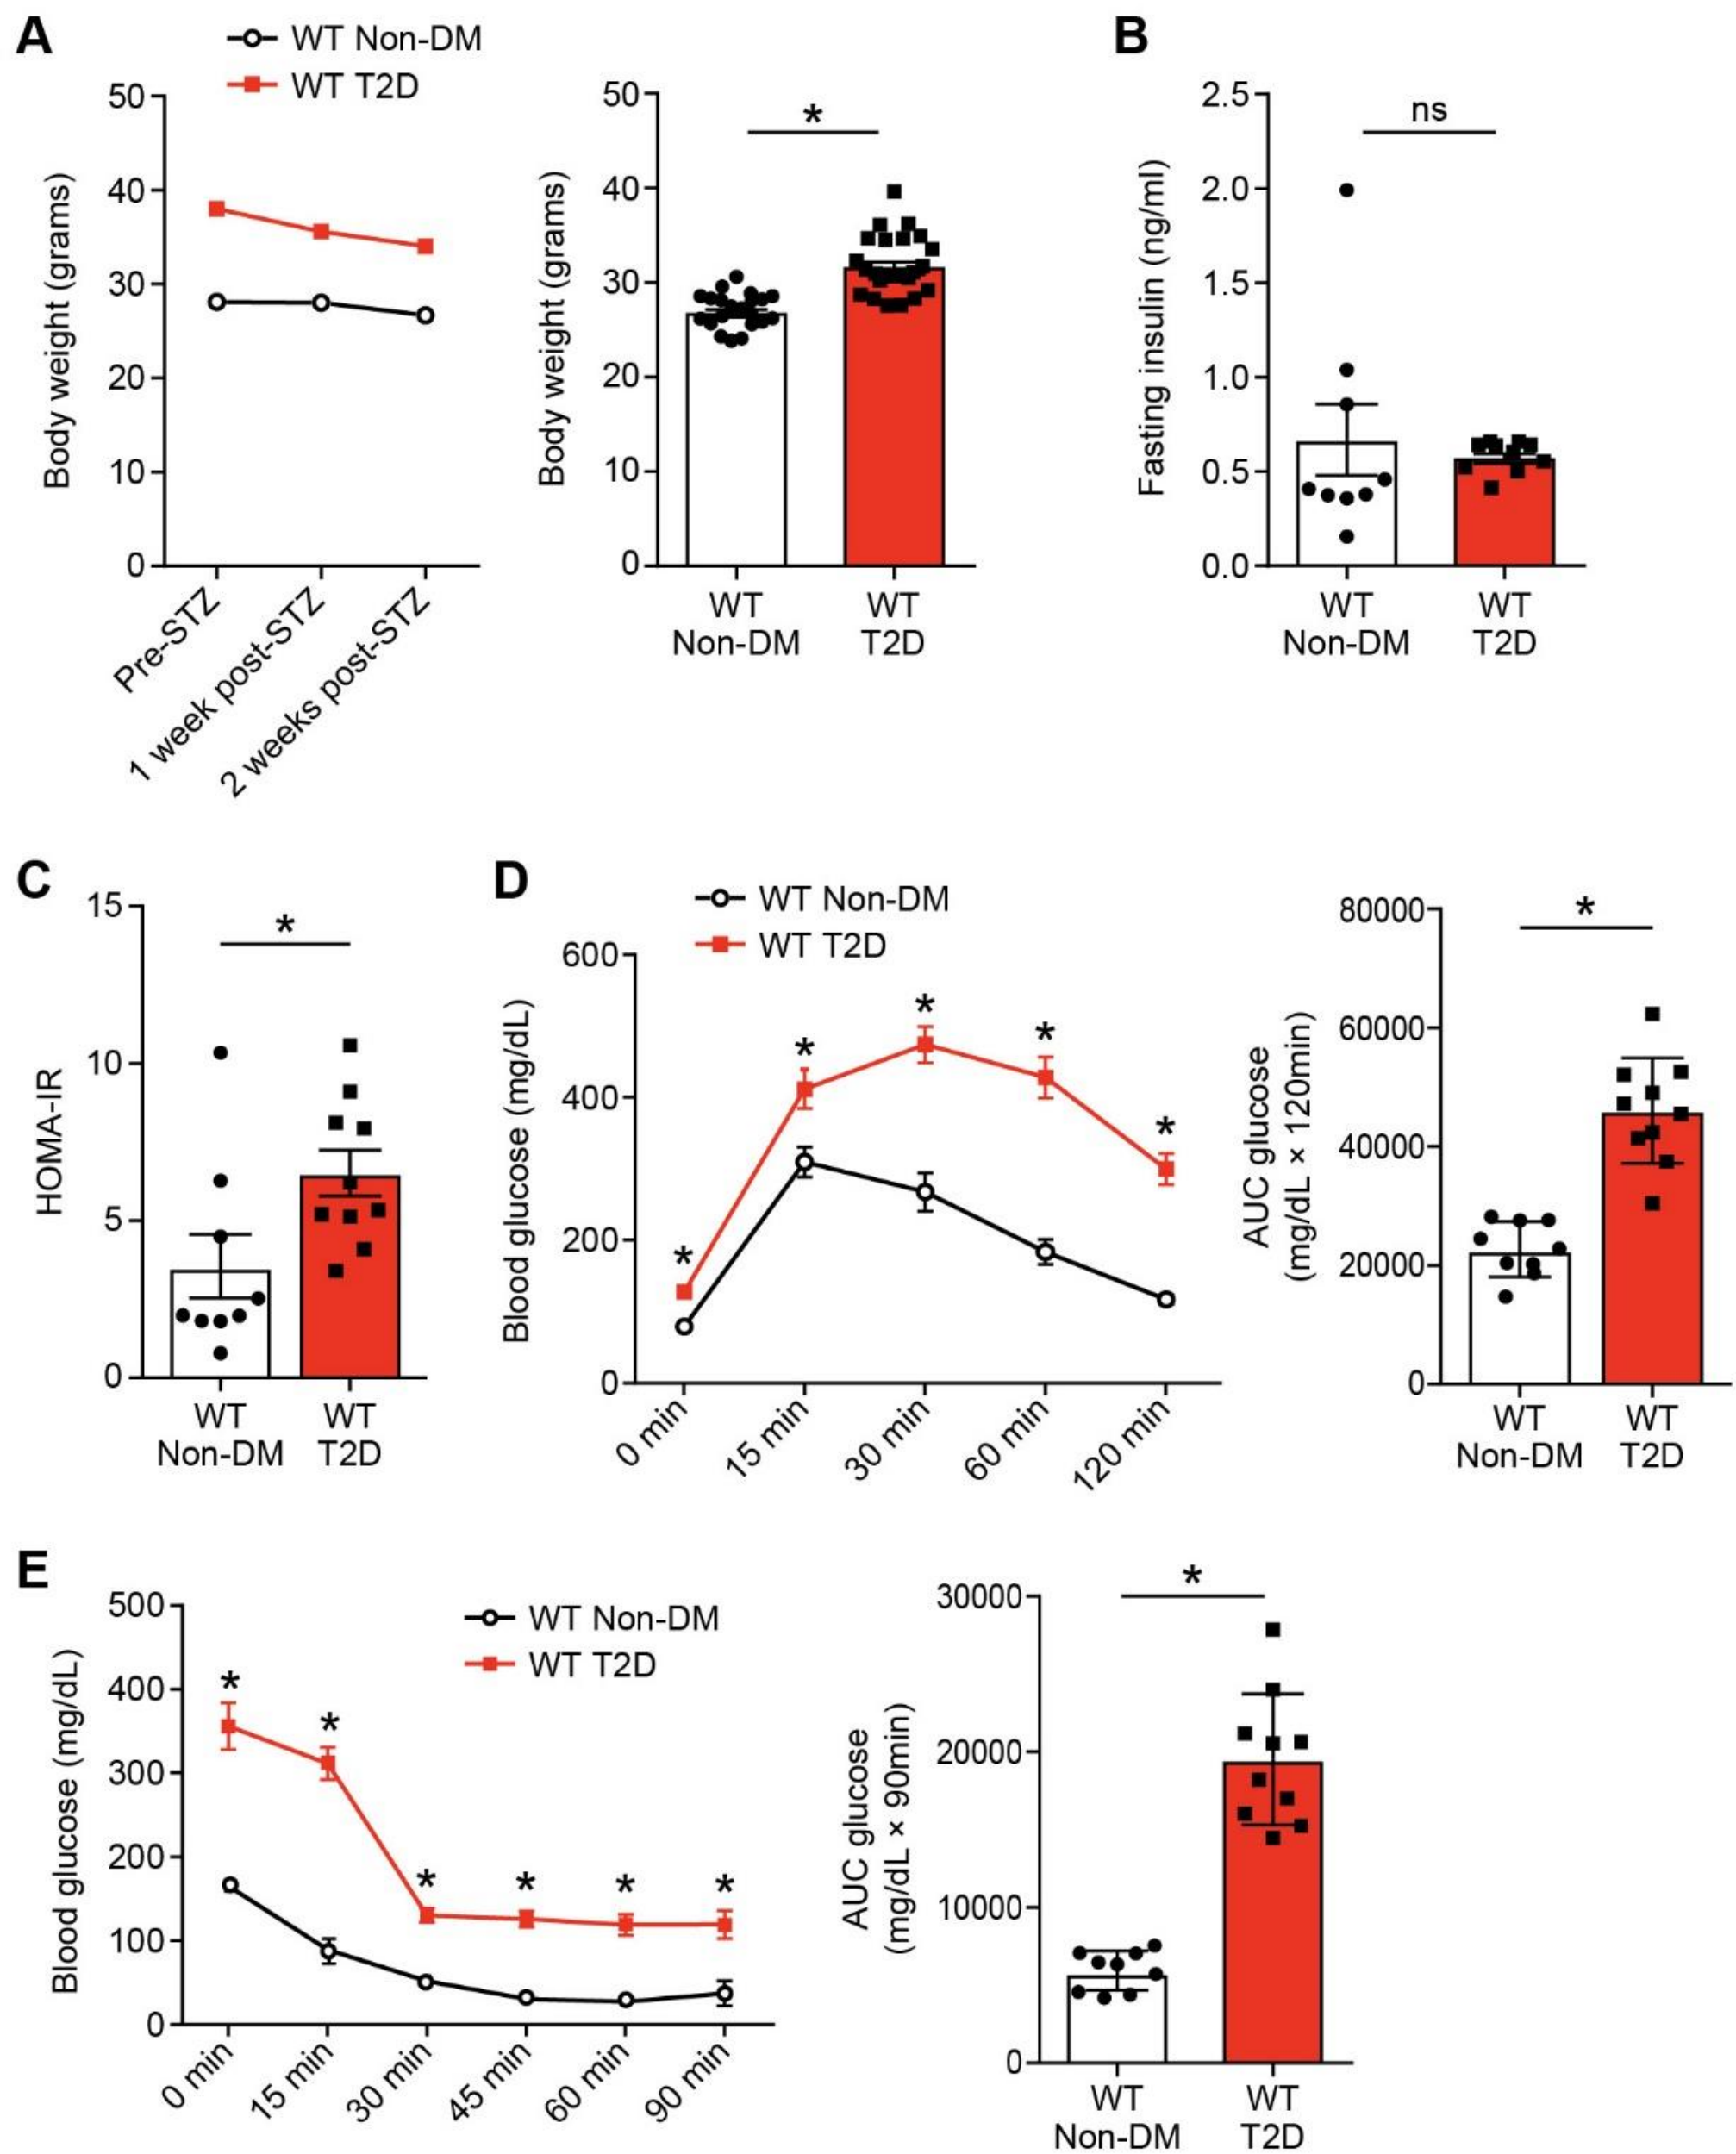 A
WT Non-DM
WT T2D
Body weight (grams)
50
40
30
20
10
0
Pre-STZ
1 week post-STZ
2 weeks post-STZ
Body weight (grams)
50
40
30
20
10
0
*
WT
Non-DM
WT
T2D
B
Fasting insulin (ng/ml)
2.5
2.0
1.5
1.0
0.5
0.0
ns
WT
Non-DM
WT
T2D
C
HOMA-IR
15
10
5
0
*
WT
Non-DM
WT
T2D
D
WT Non-DM
WT T2D
Blood glucose (mg/dL)
600
400
200
0
*
*
*
*
*
0 min
15 min
30 min
60 min
120 min
AUC glucose
(mg/dL × 120min)
80000
60000
40000
20000
0
*
WT
Non-DM
WT
T2D
E
WT Non-DM
WT T2D
Blood glucose (mg/dL)
500
400
300
200
100
0
*
*
*
*
*
*
0 min
15 min
30 min
45 min
60 min
90 min
AUC glucose
(mg/dL × 90min)
30000
20000
10000
0
*
WT
Non-DM
WT
T2D